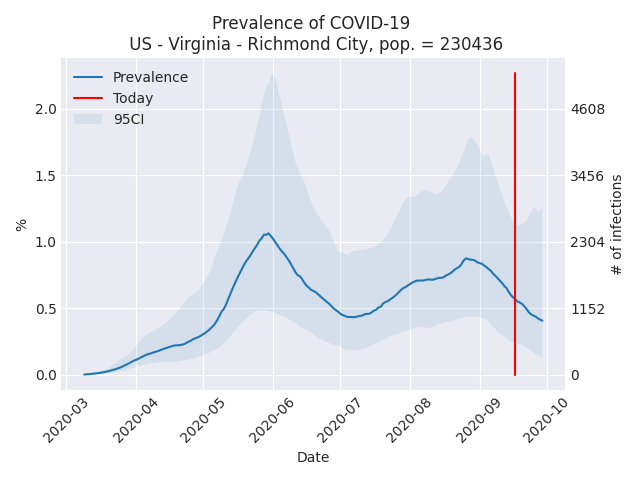 Prevalence of COVID-19
US - Virginia - Richmond City, pop. = 230436
Prevalence
Today
95CI
2.0
1.5
1.0
0.5
0.0
%
4608
3456
2304
1152
0
# of infections
2020-03
2020-04
2020-05
2020-06
2020-07
2020-08
2020-09
2020-10
Date